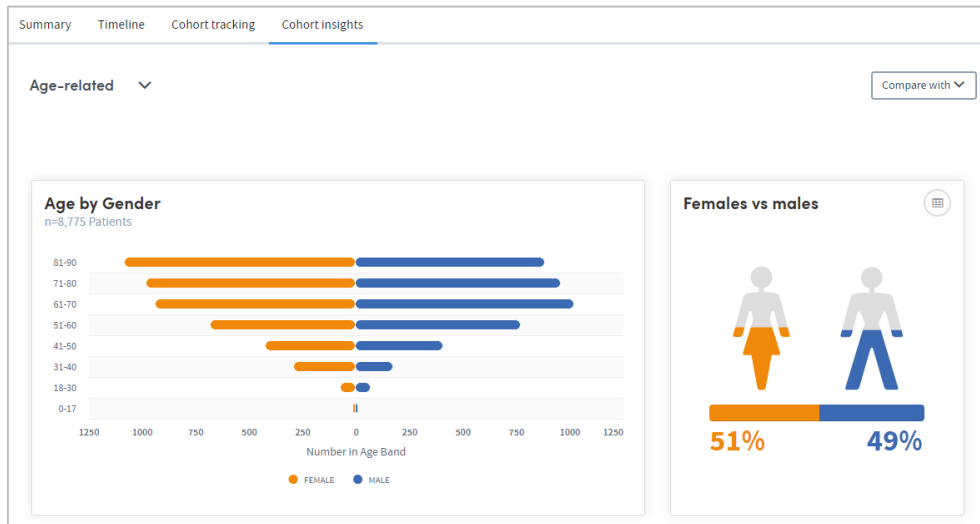 Summary Timeline Cohort tracking Cohort insights
Age-related
Compare with
Age by Gender
n=8,775 Patients
81-90
71-80
61-70
51-60
41-50
31-40
18-30
0-17
1250 1000 750 500 250 0 250 500 750 1000 1250
Number in Age Band
FEMALE MALE
Females vs males
51% 49%